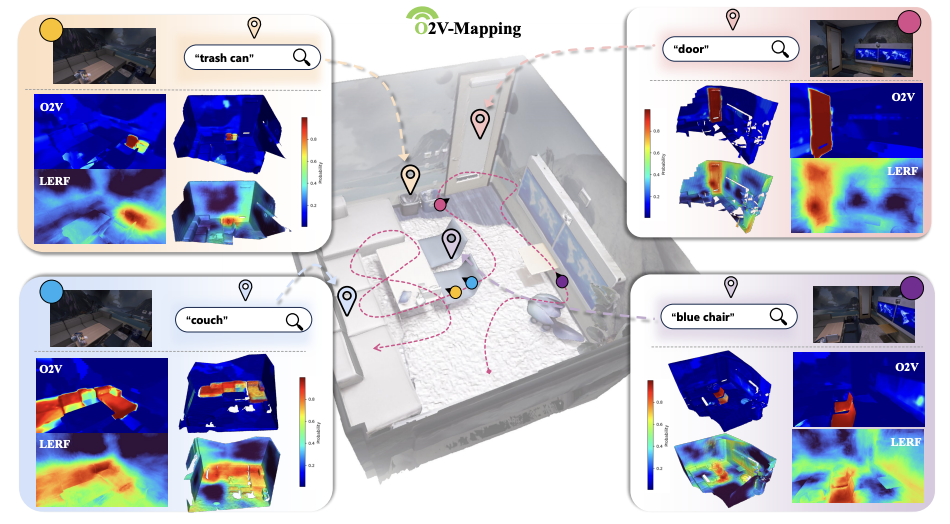 O2V-Mapping
"trash can"
O2V
LERF
0.8
0.6
0.4
0.2
Probability
"door"
O2V
LERF
0.8
0.6
0.4
0.2
Probability
"couch"
O2V
LERF
0.8
0.6
0.4
0.2
Probability
"blue chair"
O2V
LERF
0.8
0.6
0.4
0.2
Probability